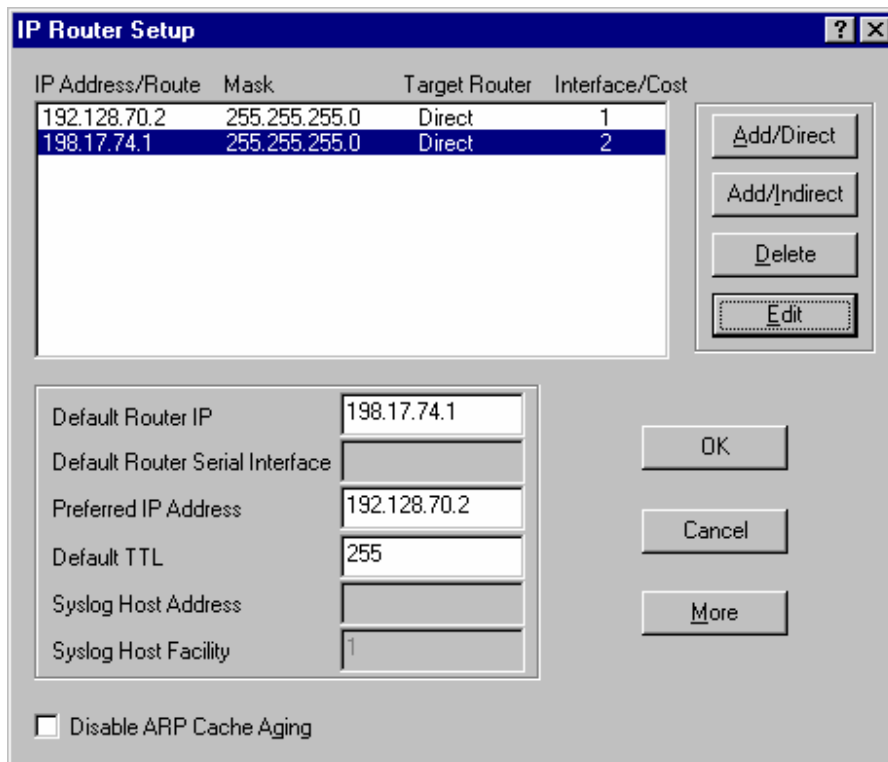 IP Router Setup
IP Address/Route Mask Target Router Interface/Cost
192.128.70.2 255.255.255.0 Direct 1
198.17.74.1 255.255.255.0 Direct 2
Add/Direct
Add/Indirect
Delete
Edit
Default Router IP 198.17.74.1
Default Router Serial Interface
Preferred IP Address 192.128.70.2
Default TTL 255
Syslog Host Address
Syslog Host Facility 1
OK
Cancel
More
Disable ARP Cache Aging